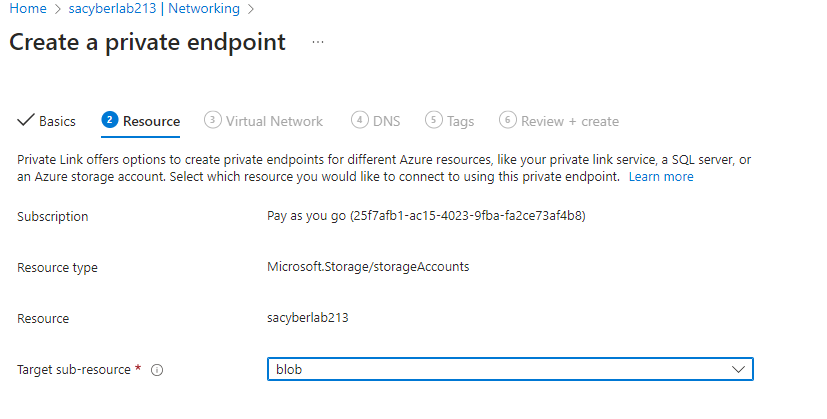 Home > sacyberlab213 | Networking >
Create a private endpoint ...
Basics 2 Resource 3 Virtual Network 4 DNS 5 Tags 6 Review + create
Private Link offers options to create private endpoints for different Azure resources, like your private link service, a SQL server, or
an Azure storage account. Select which resource you would like to connect to using this private endpoint. Learn more
Subscription Pay as you go (25f7afb1-ac15-4023-9fba-fa2ce73af4b8)
Resource type Microsoft.Storage/storageAccounts
Resource sacyberlab213
Target sub-resource * blob